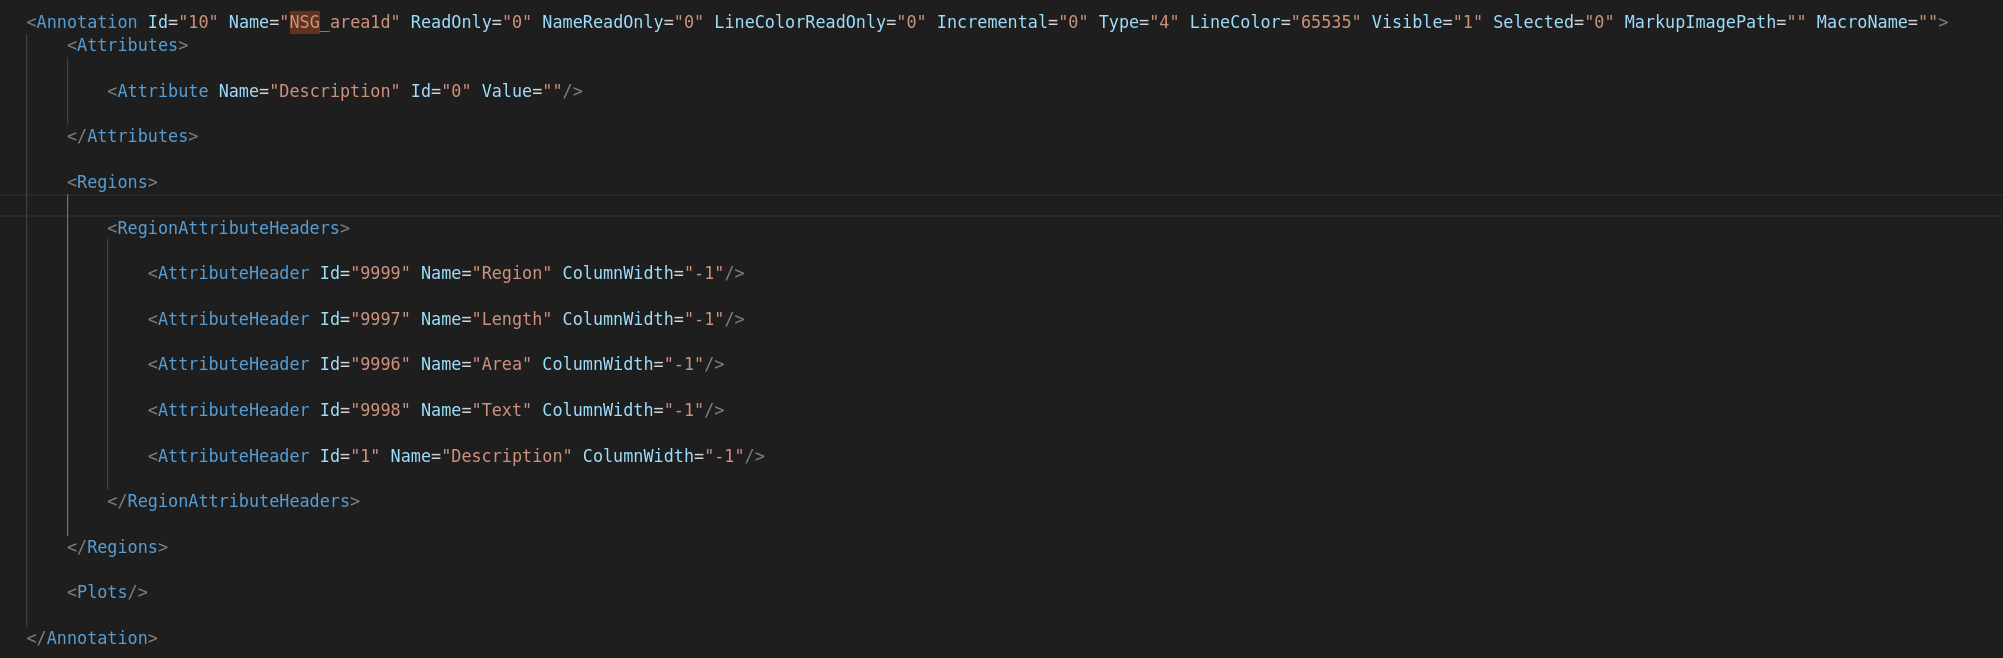 <Annotation Id="10" Name="NSG_area1d" ReadOnly="0" NameReadOnly="0" LineColorReadOnly="0" Incremental="0" Type="4" LineColor="65535" Visible="1" Selected="0" MarkupImagePath="" MacroName="">
<Attributes>
<Attribute Name="Description" Id="0" Value=""/>
</Attributes>
<Regions>
<RegionAttributeHeaders>
<AttributeHeader Id="9999" Name="Region" ColumnWidth="-1"/>
<AttributeHeader Id="9997" Name="Length" ColumnWidth="-1"/>
<AttributeHeader Id="9996" Name="Area" ColumnWidth="-1"/>
<AttributeHeader Id="9998" Name="Text" ColumnWidth="-1"/>
<AttributeHeader Id="1" Name="Description" ColumnWidth="-1"/>
</RegionAttributeHeaders>
</Regions>
<Plots/>
</Annotation>